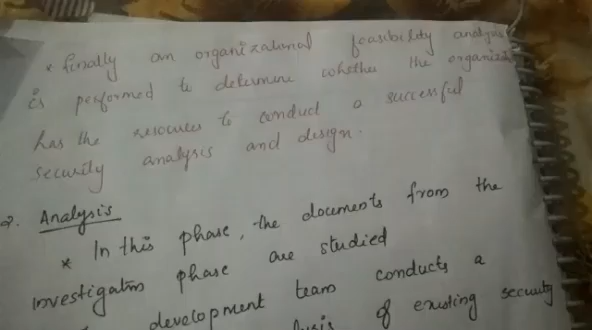 * finally an organizational feasibility analysis
is performed to determine whether the organiza
has the resources to conduct a successful
security analysis and design.
2. Analysis
* In this phase, the documents from the
investigation phase are studied
development team conducts a
of existing security